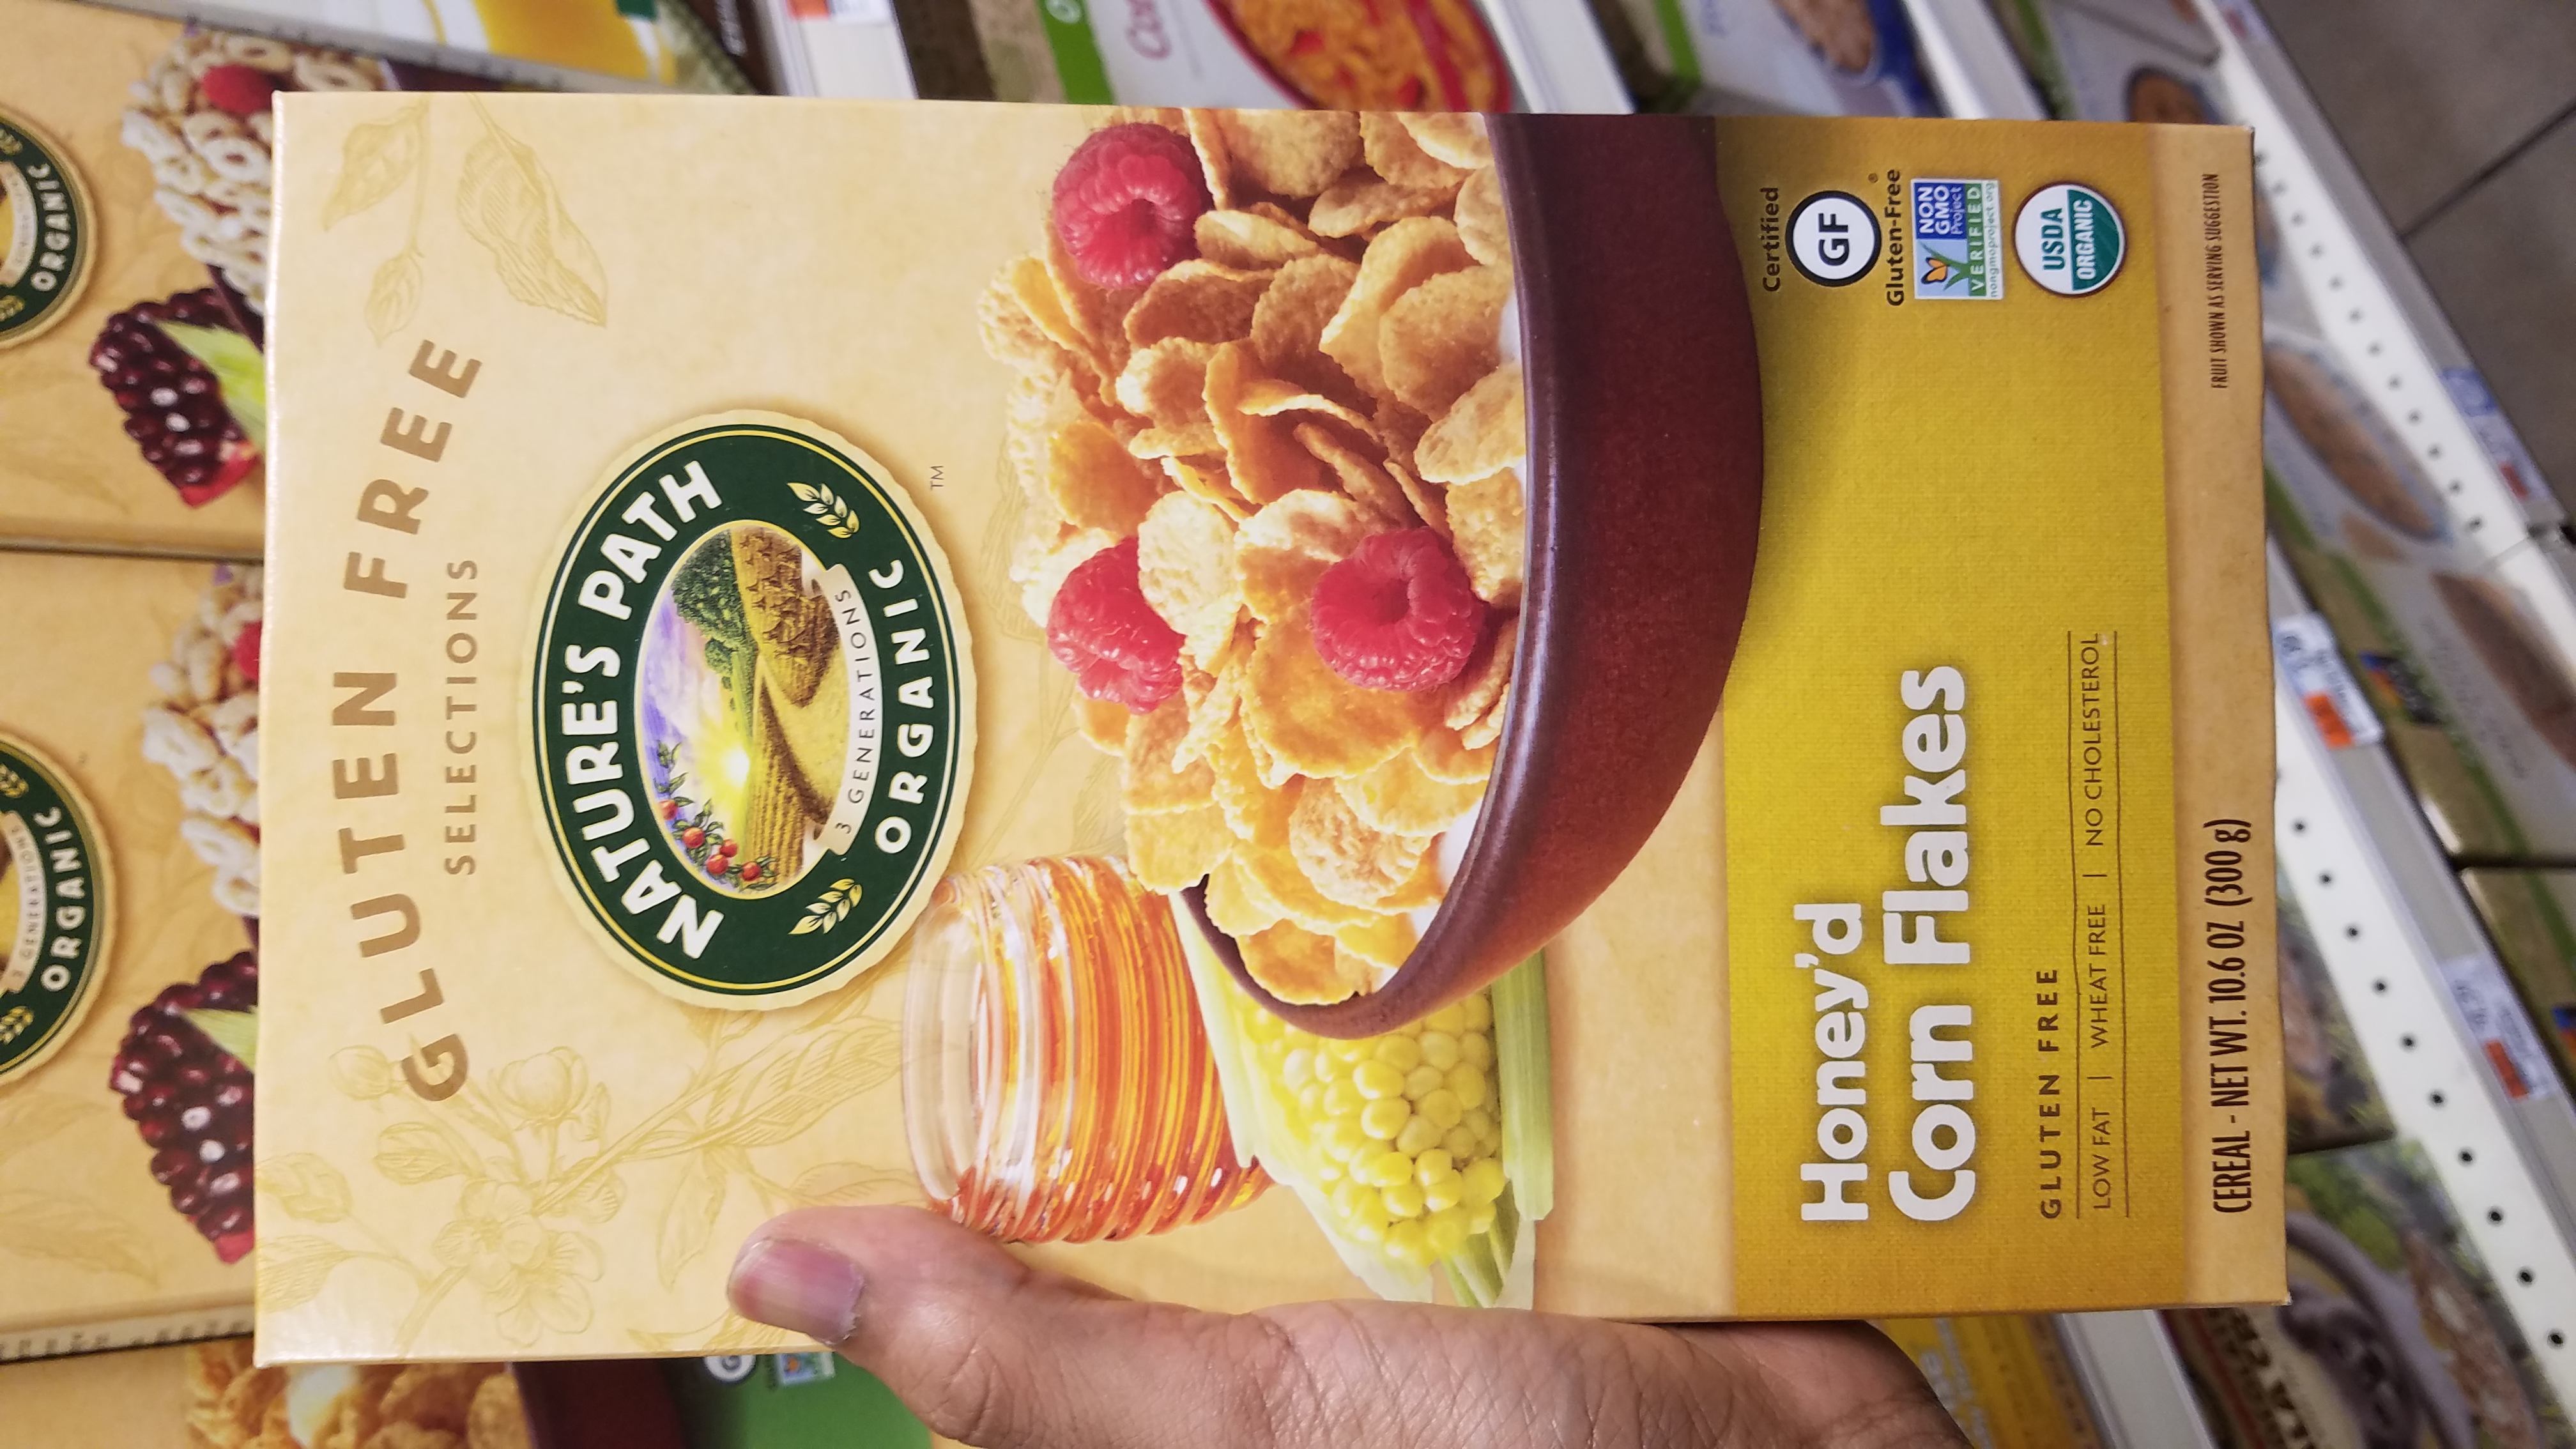 GENERATIONS
ORGANIC
GENERATIONS
ORGANIC
GLUTEN FREE
SELECTIONS
NATURE'S PATH
3 GENERATIONS
ORGANIC
TM
Honey'd
Corn Flakes
GLUTEN FREE
LOW FAT | WHEAT FREE | NO CHOLESTEROL
Certified
GF
®
Gluten-Free
NON
GMO
Project
VERIFIED
nongmoproject.org
USDA
ORGANIC
CEREAL - NET WT. 10.6 OZ (300 g)
FRUIT SHOWN AS SERVING SUGGESTION